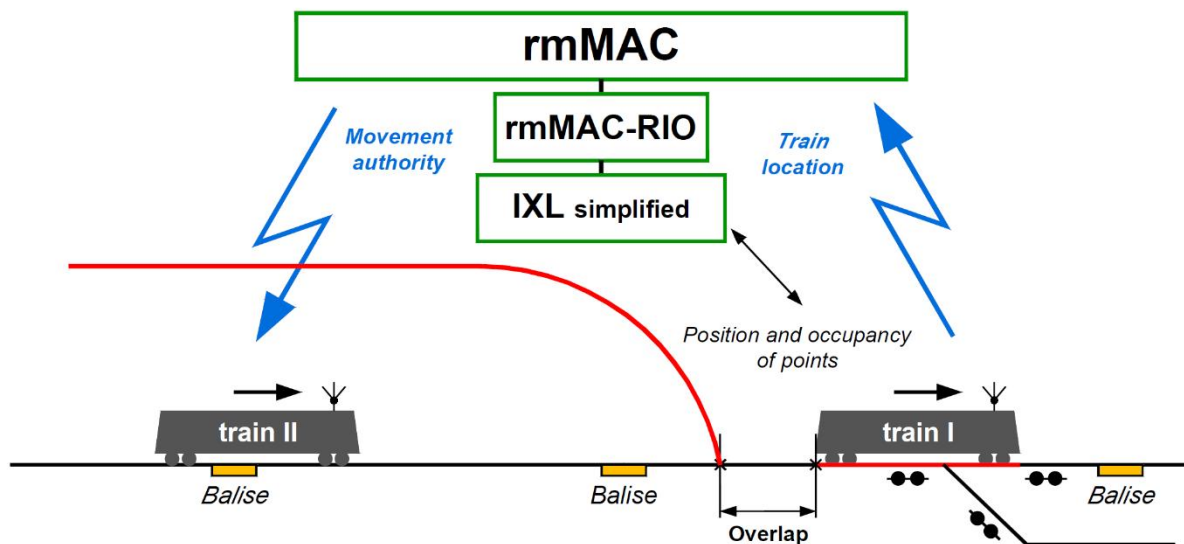 rmMAC
rmMAC-RIO
IXL simplified
Movement
authority
Train
location
Position and occupancy
of points
train II
train I
Balise
Balise
Balise
Overlap